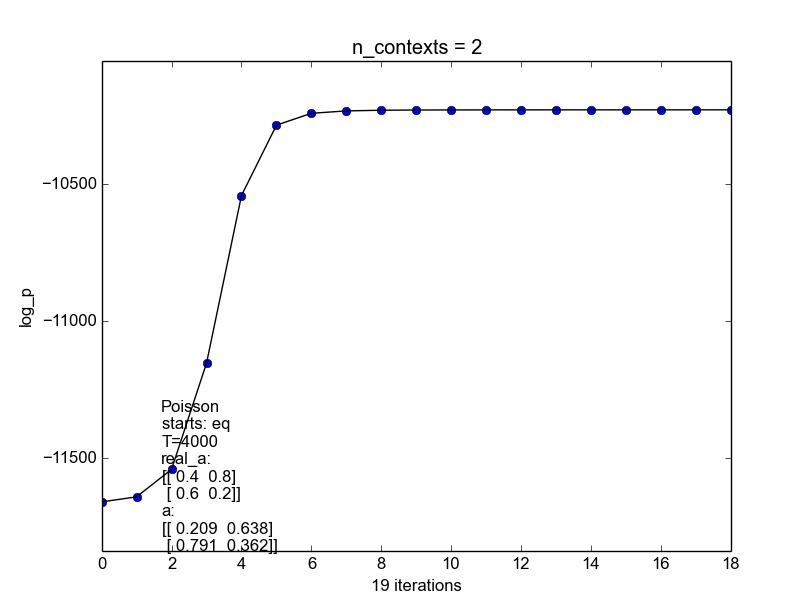 n_contexts = 2
−10500
−11000
−11500
log_p
Poisson
starts: eq
T=4000
real_a:
[[ 0.4  0.8]
 [ 0.6  0.2]]
a:
[[ 0.209  0.638]
 [ 0.791  0.362]]
0 2 4 6 8 10 12 14 16 18
19 iterations